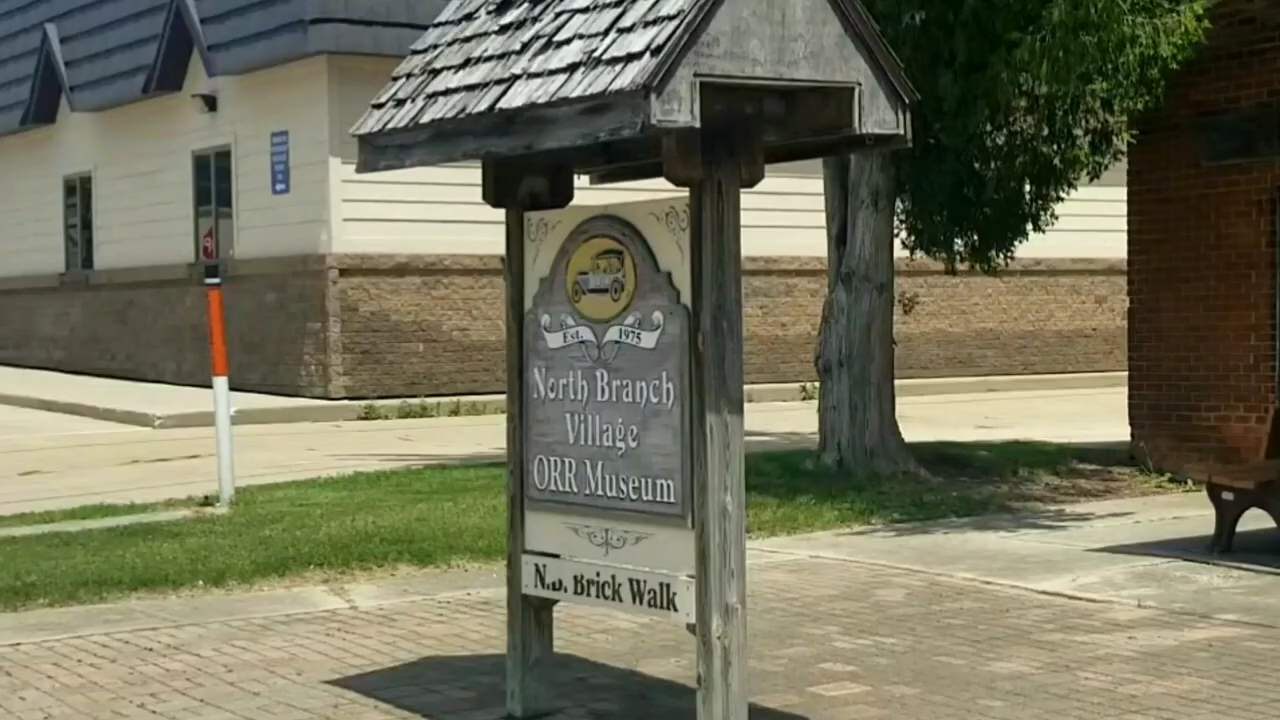 Est. 1975
North Branch
Village
ORR Museum
N.B. Brick Walk